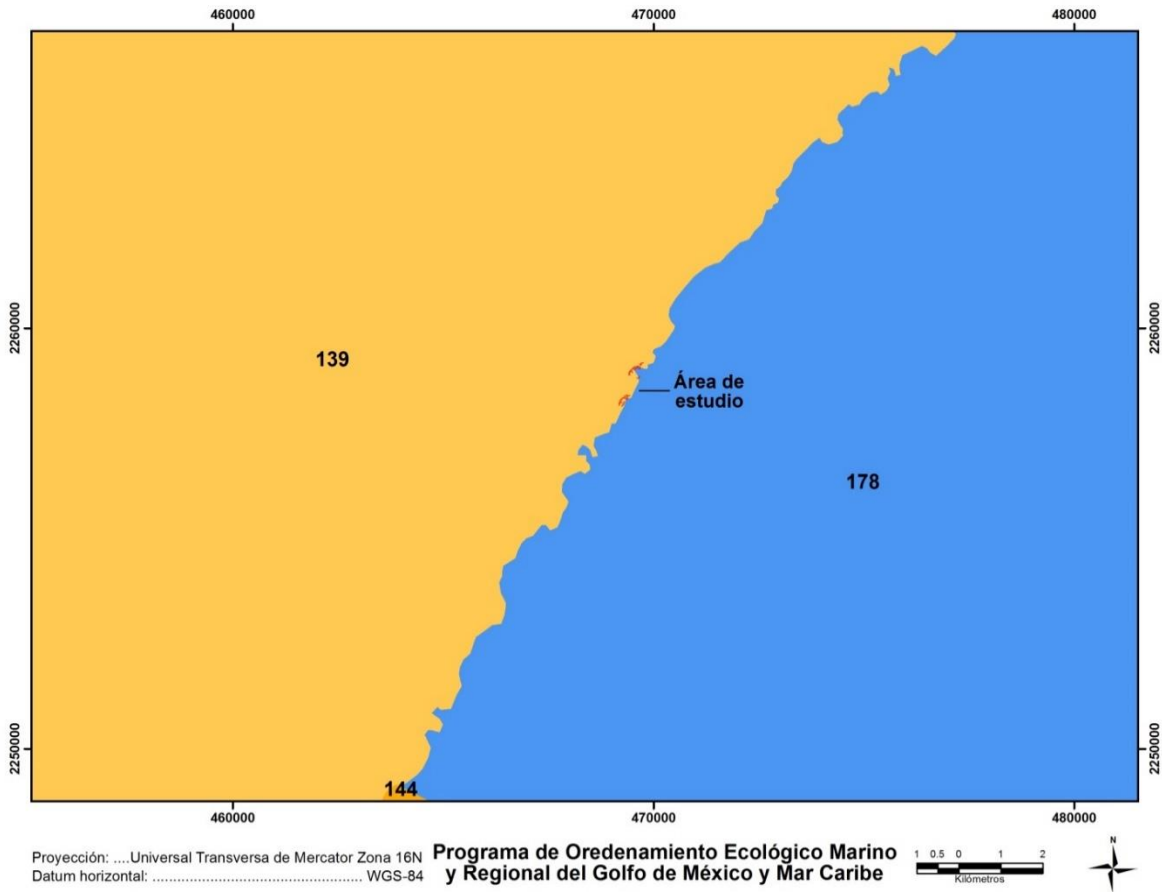 460000 470000 480000
2260000 2260000
139
Área de
estudio
178
2250000 2250000
144
460000 470000 480000
Proyección: ....Universal Transversa de Mercator Zona 16N
Datum horizontal: ................................................ WGS-84
Programa de Oredenamiento Ecológico Marino
y Regional del Golfo de México y Mar Caribe
1 0.5 0 1 2
Kilómetros
N